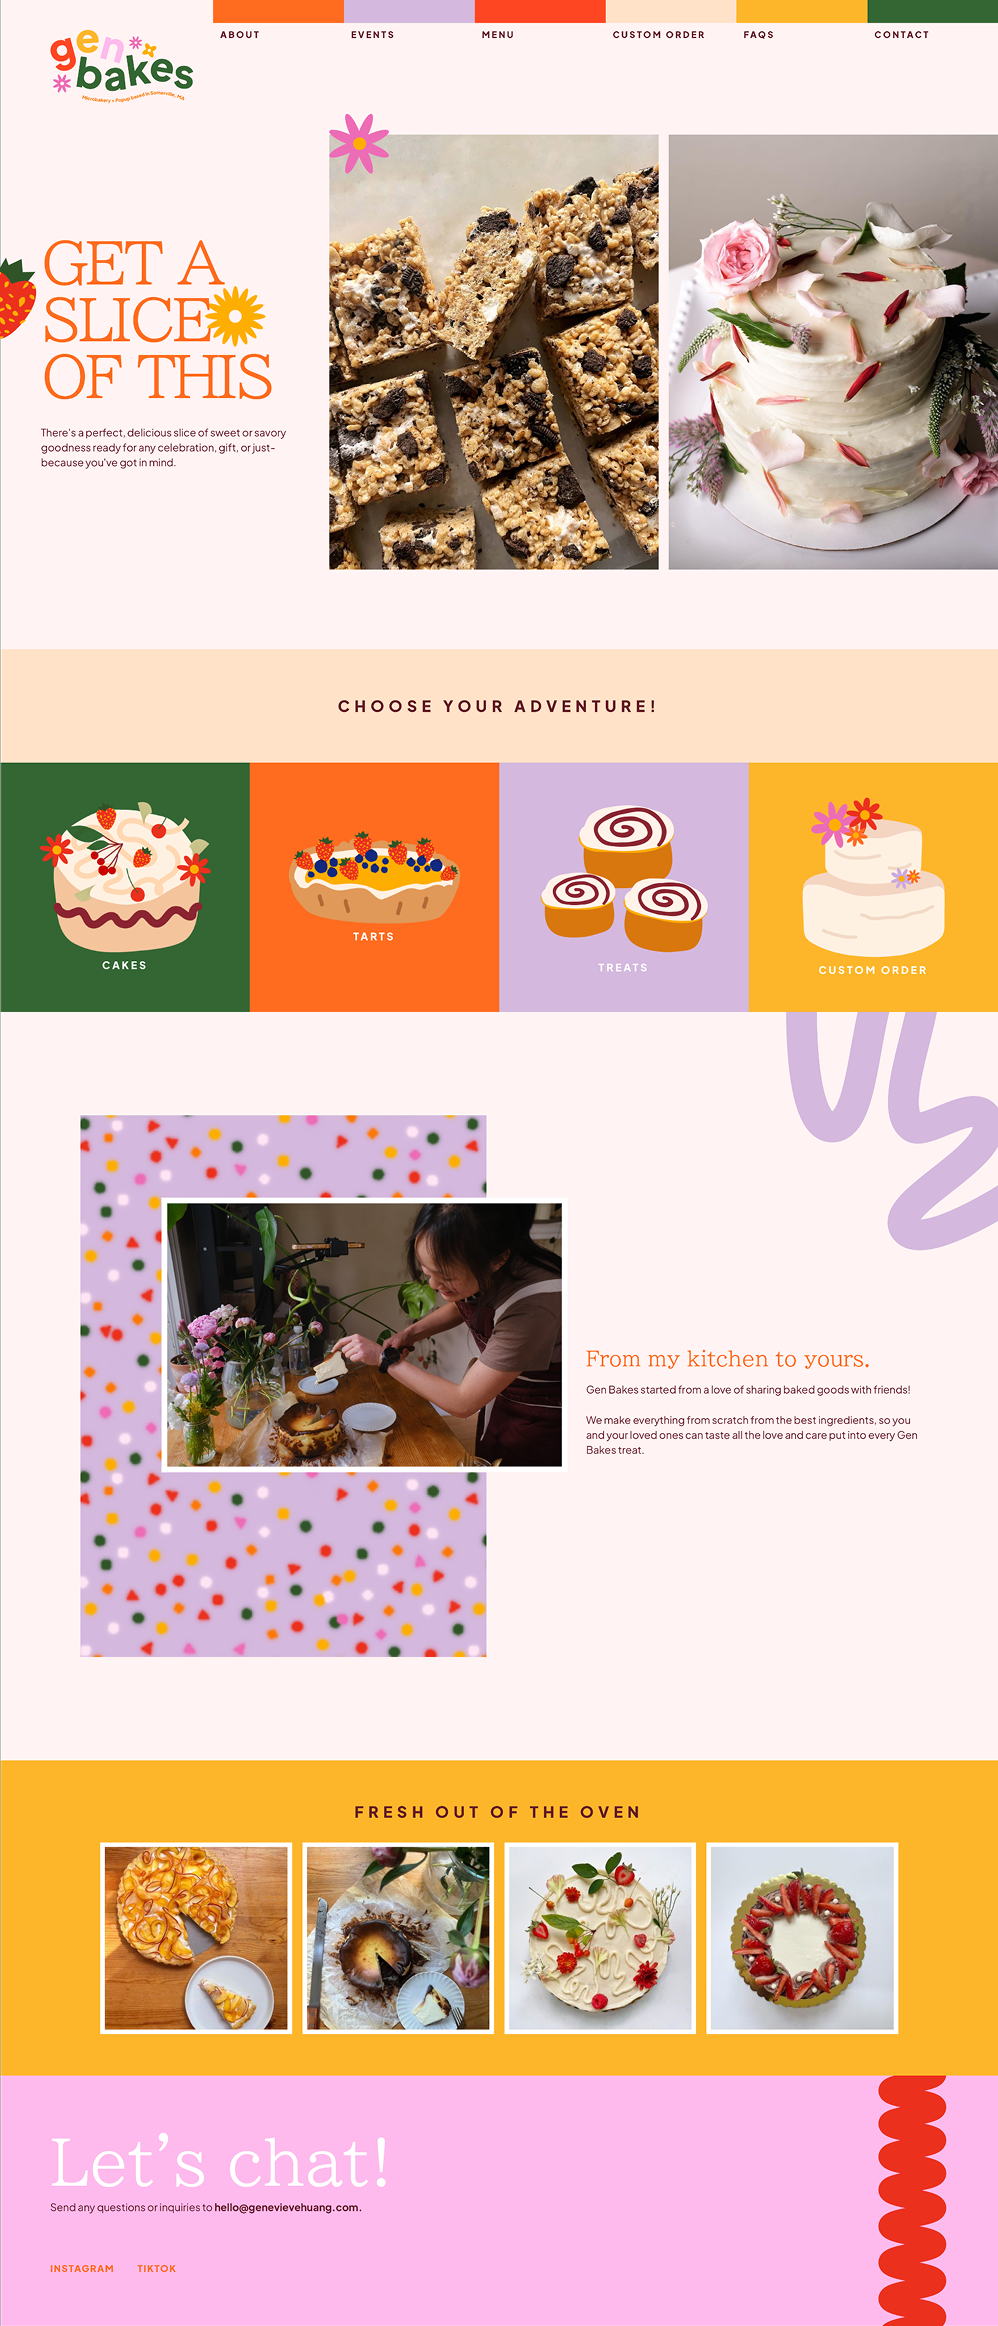 gen
bakes
Microbakery + Popup based in Somerville, MA
ABOUT
EVENTS
MENU
CUSTOM ORDER
FAQS
CONTACT
GET A
SLICE
OF THIS
There's a perfect, delicious slice of sweet or savory
goodness ready for any celebration, gift, or just-
because you've got in mind.
CHOOSE YOUR ADVENTURE!
CAKES
TARTS
TREATS
CUSTOM ORDER
From my kitchen to yours.
Gen Bakes started from a love of sharing baked goods with friends!
We make everything from scratch from the best ingredients, so you
and your loved ones can taste all the love and care put into every Gen
Bakes treat.
FRESH OUT OF THE OVEN
Let's chat!
Send any questions or inquiries to hello@genevievehuang.com.
INSTAGRAM
TIKTOK